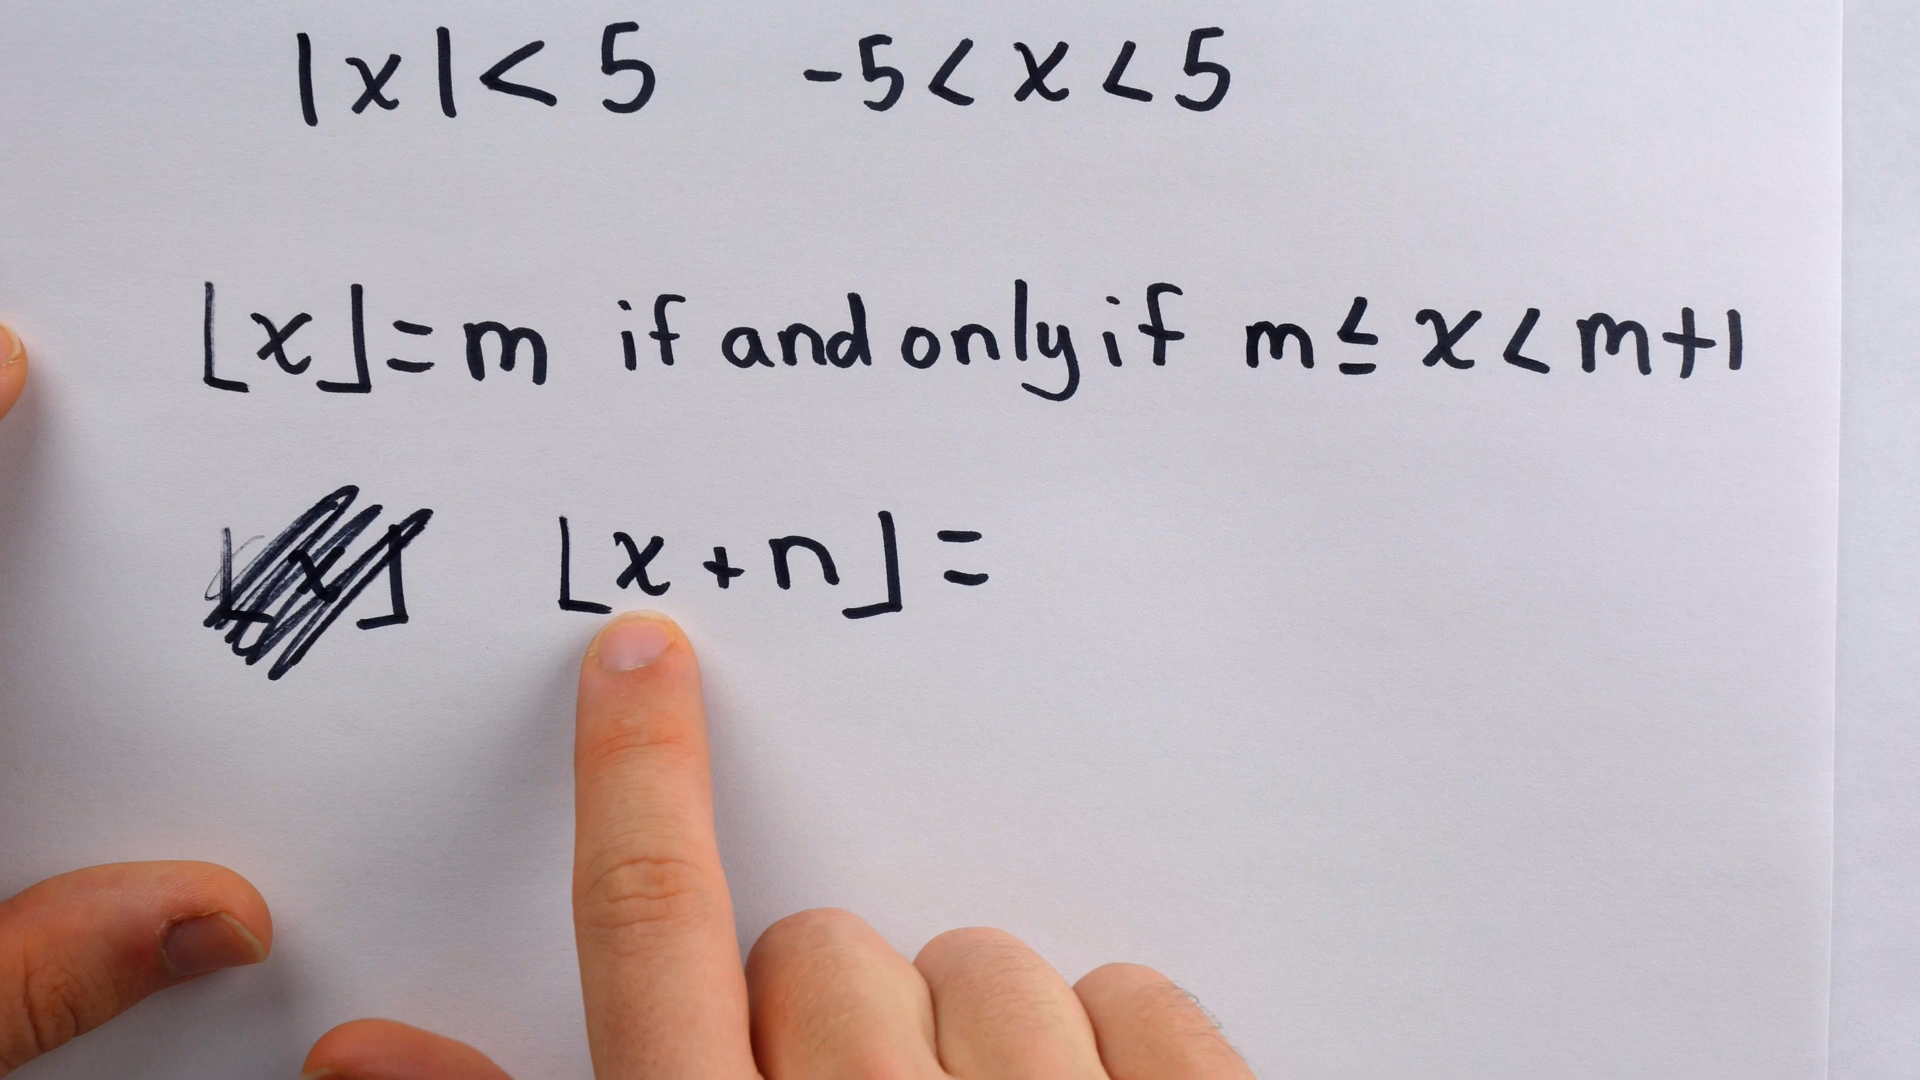 |x| < 5 -5 < x < 5
⌊x⌋ = m if and only if m ≤ x < m+1
⌊x + n⌋ =